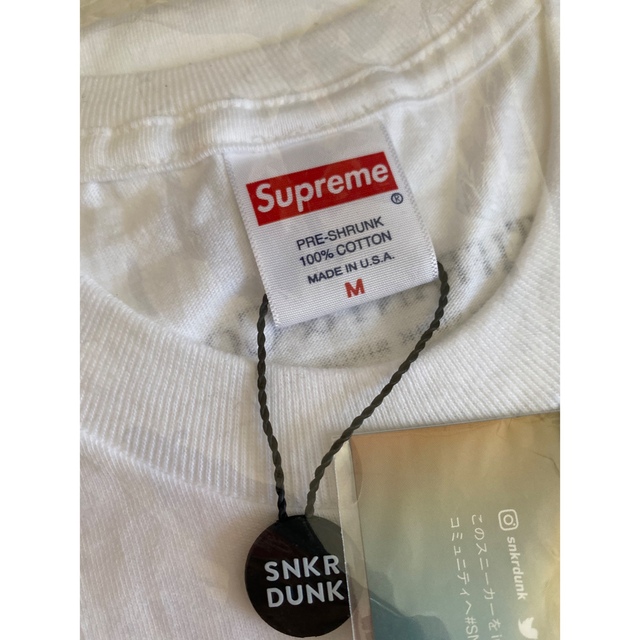 Supreme
®
PRE-SHRUNK
100% COTTON
MADE IN U.S.A.
M
SNKR
DUNK
snkrdunk
このスニーカーを
コミュニティへ